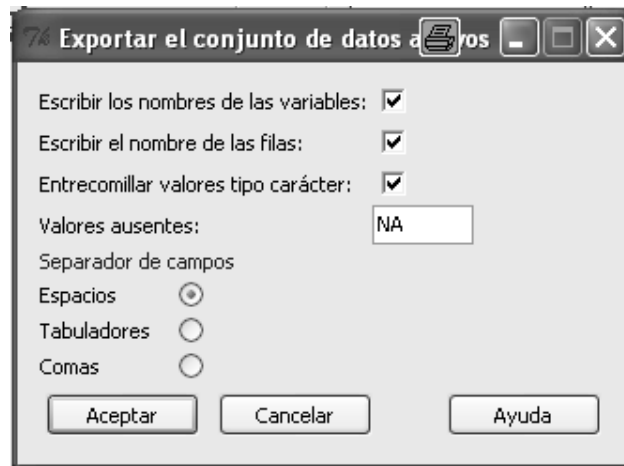 Exportar el conjunto de datos a vos
Escribir los nombres de las variables:
Escribir el nombre de las filas:
Entrecomillar valores tipo carácter:
Valores ausentes: NA
Separador de campos
Espacios
Tabuladores
Comas
Aceptar Cancelar Ayuda